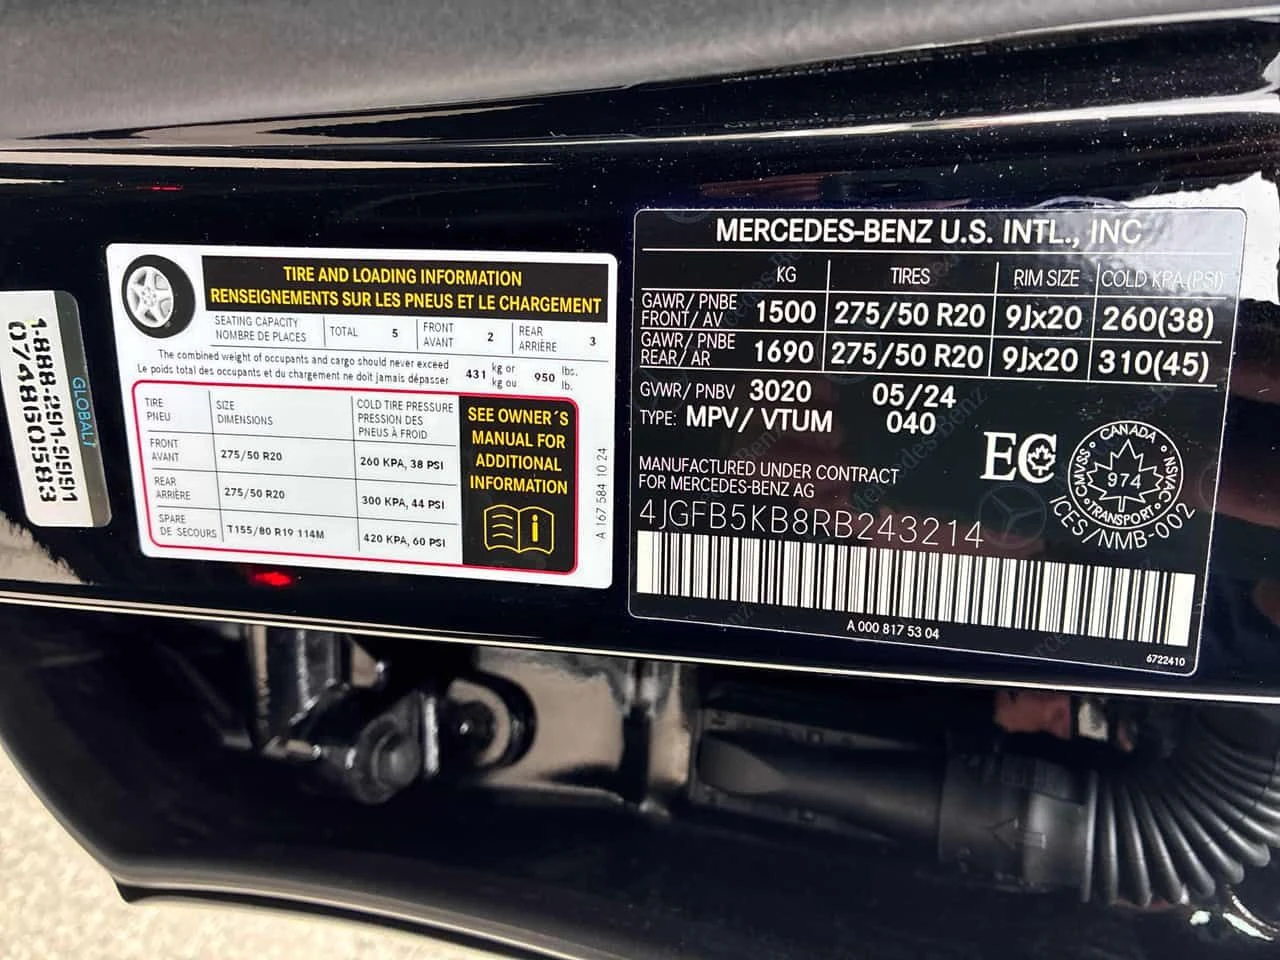 GLOBALI
1-888-391-9991
07486O583
TIRE AND LOADING INFORMATION
RENSEIGNEMENTS SUR LES PNEUS ET LE CHARGEMENT
SEATING CAPACITY
NOMBRE DE PLACES
TOTAL 5
FRONT
AVANT 2
REAR
ARRIÈRE 3
The combined weight of occupants and cargo should never exceed
Le poids total des occupants et du chargement ne doit jamais dépasser
431 kg or
kg ou
950 lbs.
lb.
TIRE
PNEU
SIZE
DIMENSIONS
COLD TIRE PRESSURE
PRESSION DES
PNEUS À FROID
FRONT
AVANT
275/50 R20
260 KPA, 38 PSI
REAR
ARRIÈRE
275/50 R20
300 KPA, 44 PSI
SPARE
DE SECOURS
T155/80 R19 114M
420 KPA, 60 PSI
SEE OWNER´S
MANUAL FOR
ADDITIONAL
INFORMATION
A 167 584 10 24
MERCEDES-BENZ U.S. INTL., INC
KG TIRES RIM SIZE COLD KPA(PSI)
GAWR/ PNBE
FRONT/ AV
1500 275/50 R20 9Jx20 260(38)
GAWR/ PNBE
REAR/ AR
1690 275/50 R20 9Jx20 310(45)
GVWR/ PNBV 3020 05/24
TYPE: MPV/ VTUM 040
MANUFACTURED UNDER CONTRACT
FOR MERCEDES-BENZ AG
EC
CANADA
CMVSS NSVAC
974
TRANSPORT
ICES/NMB-002
4JGFB5KB8RB243214
A 000 817 53 04
6722410